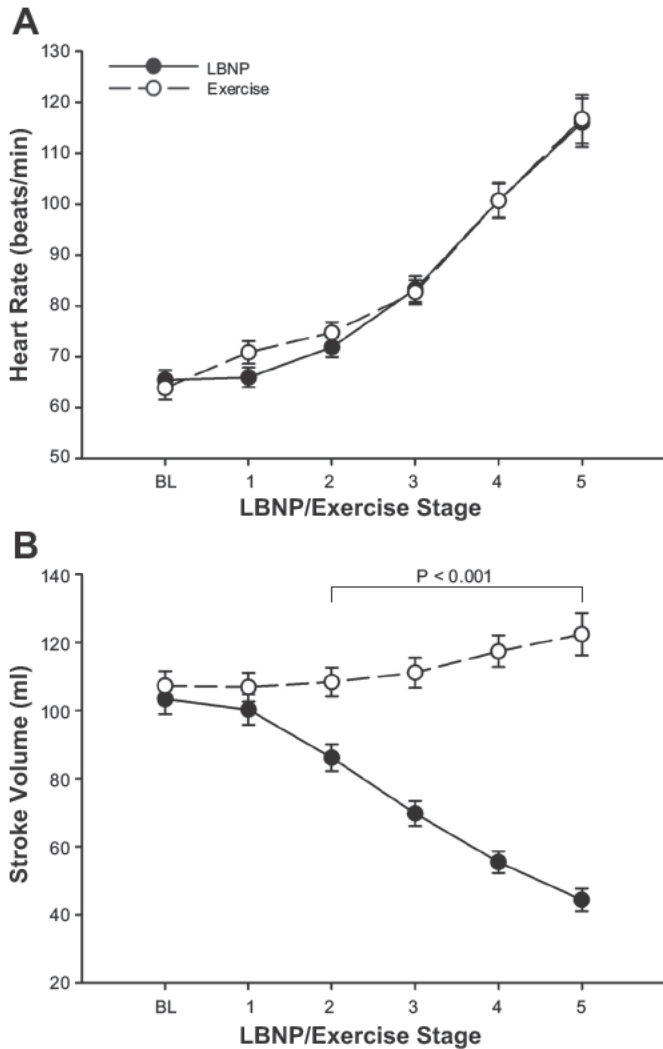 A
130
120
110
100
90
80
70
60
50
Heart Rate (beats/min)
LBNP
Exercise
BL 1 2 3 4 5
LBNP/Exercise Stage
B
140
120
100
80
60
40
20
Stroke Volume (ml)
P < 0.001
BL 1 2 3 4 5
LBNP/Exercise Stage